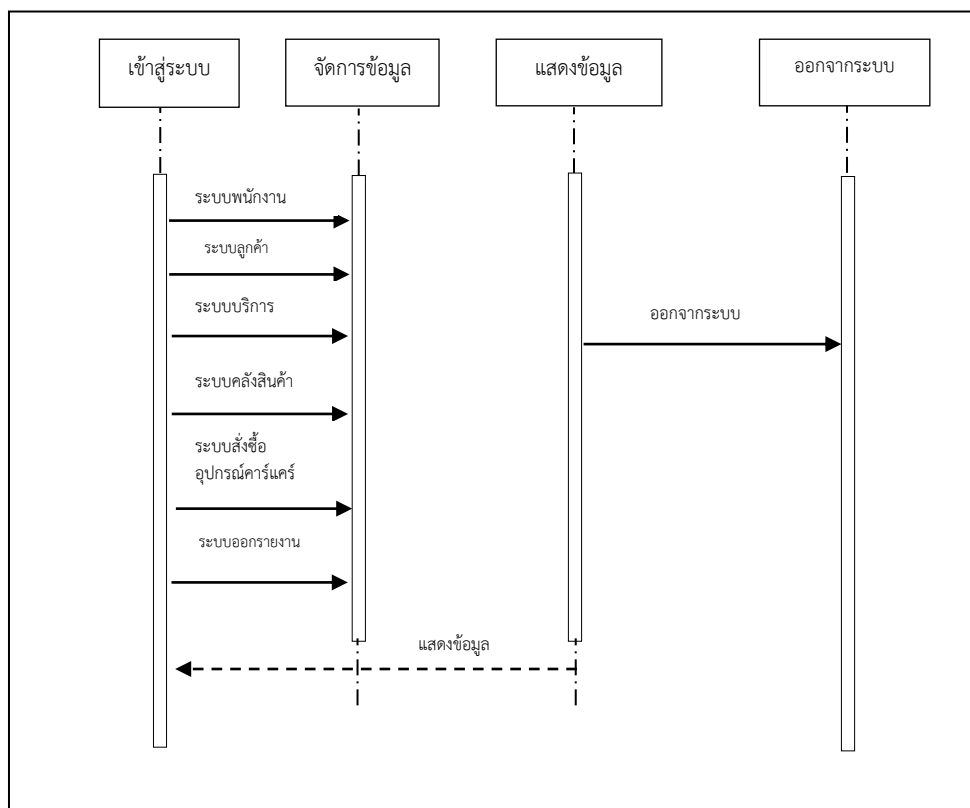 เข้าสู่ระบบ
จัดการข้อมูล
แสดงข้อมูล
ออกจากระบบ
ระบบพนักงาน
ระบบลูกค้า
ระบบบริการ
ออกจากระบบ
ระบบคลังสินค้า
ระบบสั่งซื้อ
อุปกรณ์คาร์แคร์
ระบบออกรายงาน
แสดงข้อมูล